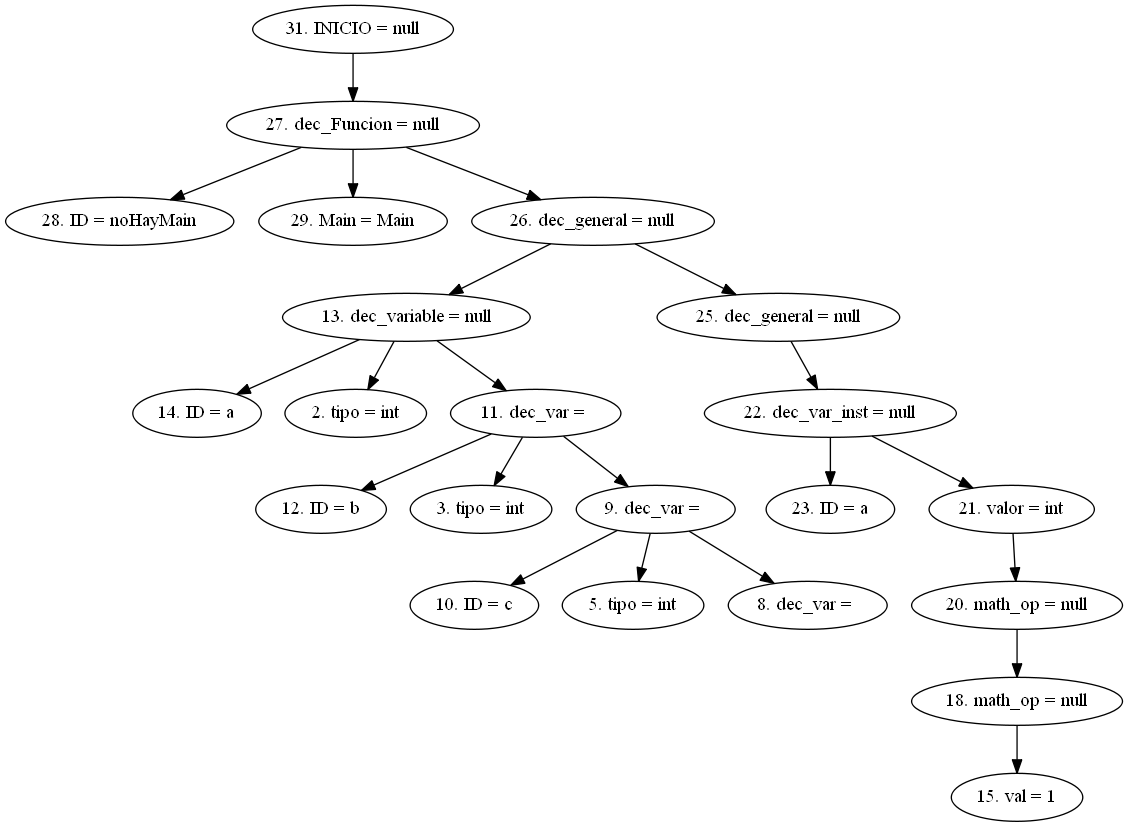 31. INICIO = null
27. dec_Funcion = null
28. ID = noHayMain
29. Main = Main
26. dec_general = null
13. dec_variable = null
25. dec_general = null
14. ID = a
2. tipo = int
11. dec_var =
22. dec_var_inst = null
12. ID = b
3. tipo = int
9. dec_var =
23. ID = a
21. valor = int
10. ID = c
5. tipo = int
8. dec_var =
20. math_op = null
18. math_op = null
15. val = 1